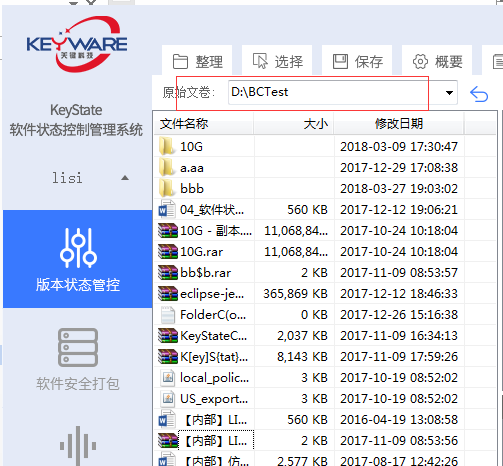 KEYWARE
天键科技
整理 选择 保存 概要
原始文卷: D:\BCTest
KeyState
软件状态控制管理系统
lisi
版本状态管控
软件安全打包
文件名称 大小 修改日期
10G 2018-03-09 17:30:47
a.aa 2017-12-29 17:08:38
bbb 2018-03-27 19:03:02
04_软件状... 560 KB 2017-12-12 19:06:21
10G - 副本.... 11,068,84... 2017-10-24 10:18:04
10G.rar 11,068,84... 2017-10-24 10:18:04
bb$b.rar 2 KB 2017-11-09 08:53:57
eclipse-je... 365,869 KB 2017-12-12 18:46:33
FolderC(o... 0 KB 2017-12-26 15:16:38
KeyStateC... 2,037 KB 2017-11-09 16:34:13
K[ey]S{tat}... 8,143 KB 2017-11-09 17:59:26
local_polic... 3 KB 2017-10-19 08:52:02
US_export... 3 KB 2017-10-19 08:52:02
【内部】LI... 560 KB 2016-04-19 13:08:58
【内部】LI... 2 KB 2017-11-09 08:53:56
【内部】仿... 2,577 KB 2017-08-17 12:42:26